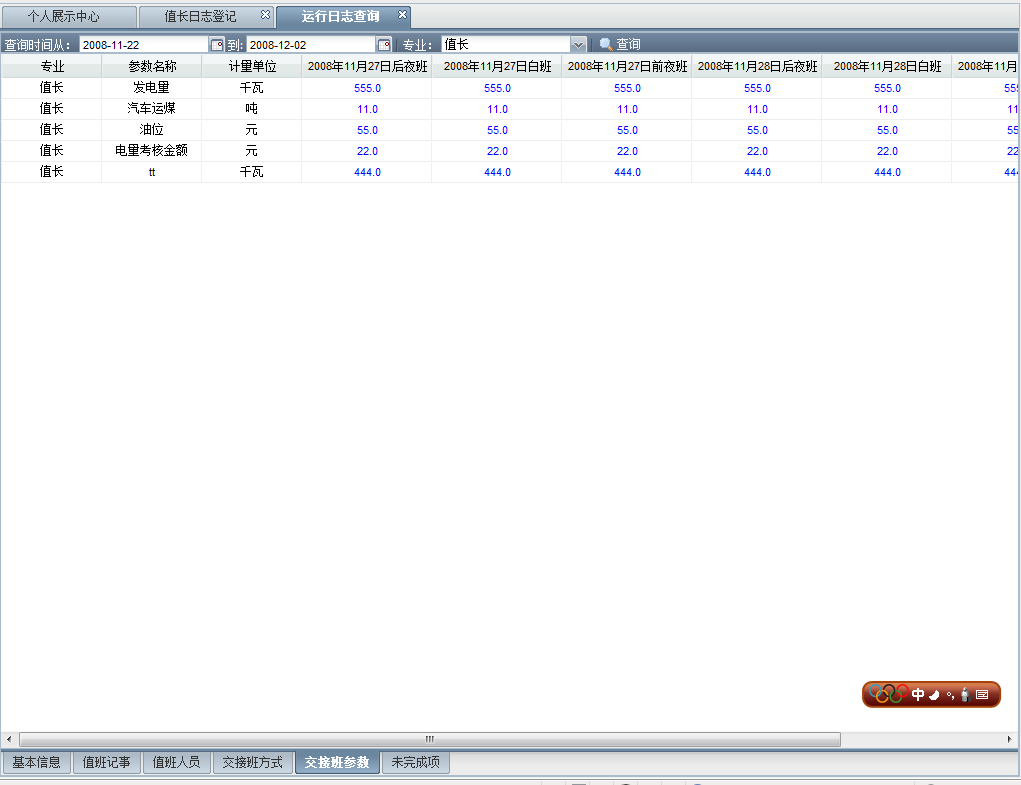 个人展示中心 值长日志登记 运行日志查询
查询时间从: 2008-11-22 到: 2008-12-02 专业: 值长 查询
专业 参数名称 计量单位 2008年11月27日后夜班 2008年11月27日白班 2008年11月27日前夜班 2008年11月28日后夜班 2008年11月28日白班 2008年11月
值长 发电量 千瓦 555.0 555.0 555.0 555.0 555.0 555
值长 汽车运煤 吨 11.0 11.0 11.0 11.0 11.0 11
值长 油位 元 55.0 55.0 55.0 55.0 55.0 55
值长 电量考核金额 元 22.0 22.0 22.0 22.0 22.0 22
值长 tt 千瓦 444.0 444.0 444.0 444.0 444.0 444
中
基本信息 值班记事 值班人员 交接班方式 交接班参数 未完成项